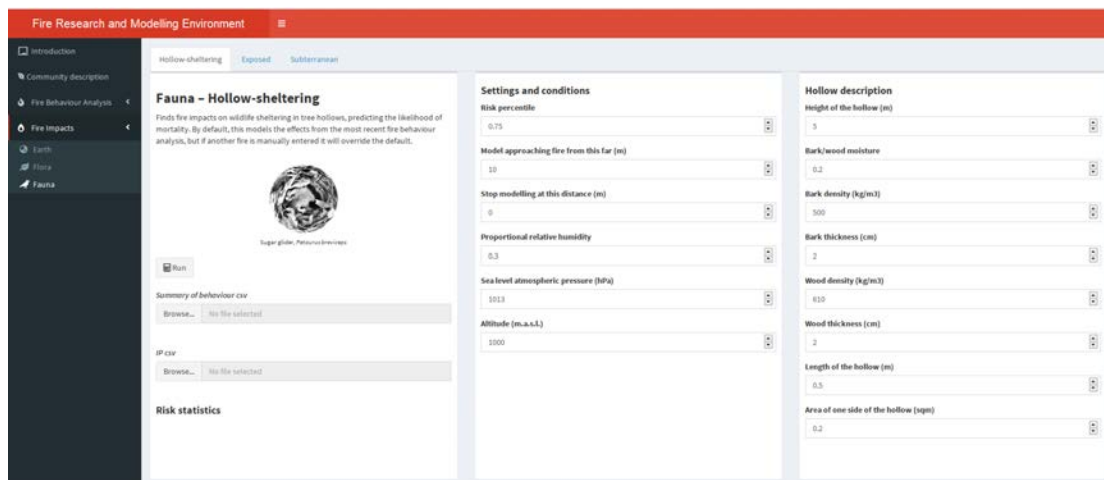 Fire Research and Modelling Environment
Introduction
Community description
Fire Behaviour Analysis
Fire Impacts
Earth
Flora
Fauna
Hollow-sheltering
Exposed
Subterranean
Fauna – Hollow-sheltering
Finds fire impacts on wildlife sheltering in tree hollows, predicting the likelihood of
mortality. By default, this models the effects from the most recent fire behaviour
analysis, but if another fire is manually entered it will override the default.
Sugar glider, Petaurus breviceps
Run
Summary of behaviour csv
Browse... No file selected
IP csv
Browse... No file selected
Risk statistics
Settings and conditions
Risk percentile
0.75
Model approaching fire from this far (m)
10
Stop modelling at this distance (m)
0
Proportional relative humidity
0.3
Sea level atmospheric pressure (hPa)
1013
Altitude (m.a.s.l.)
1000
Hollow description
Height of the hollow (m)
5
Bark/wood moisture
0.2
Bark density (kg/m3)
500
Bark thickness (cm)
2
Wood density (kg/m3)
810
Wood thickness (cm)
2
Length of the hollow (m)
0.5
Area of one side of the hollow (sqm)
0.2